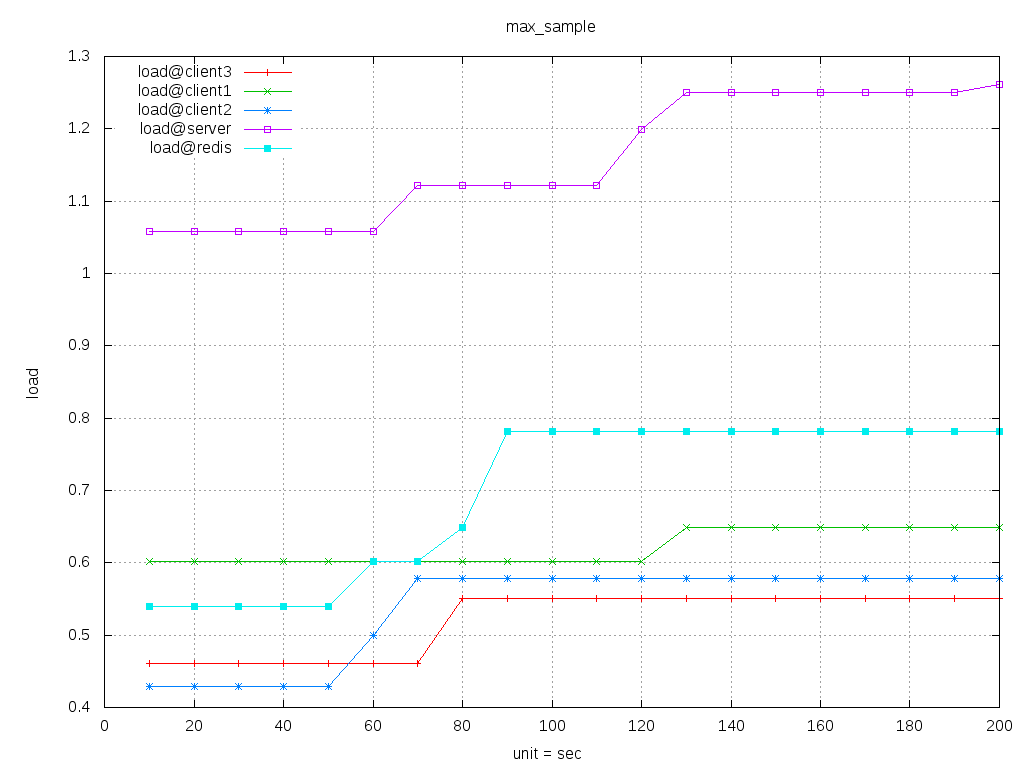 max_sample
load@client3
load@client1
load@client2
load@server
load@redis
1.3
1.2
1.1
1
0.9
0.8
0.7
0.6
0.5
0.4
load
0 20 40 60 80 100 120 140 160 180 200
unit = sec